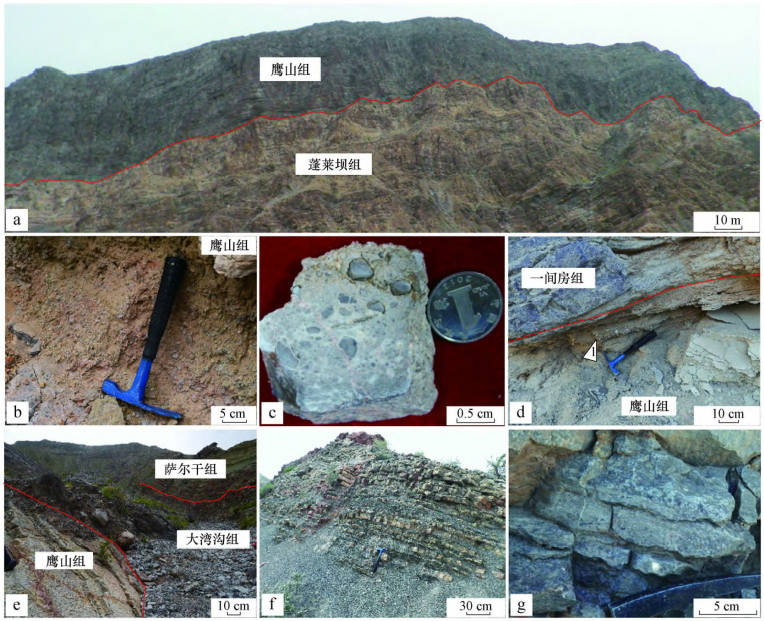 鹰山组
蓬莱坝组
a
10 m
鹰山组
b
5 cm
c
0.5 cm
一间房组
1
d
鹰山组
10 cm
萨尔干组
大湾沟组
鹰山组
e
10 cm
f
30 cm
g
5 cm